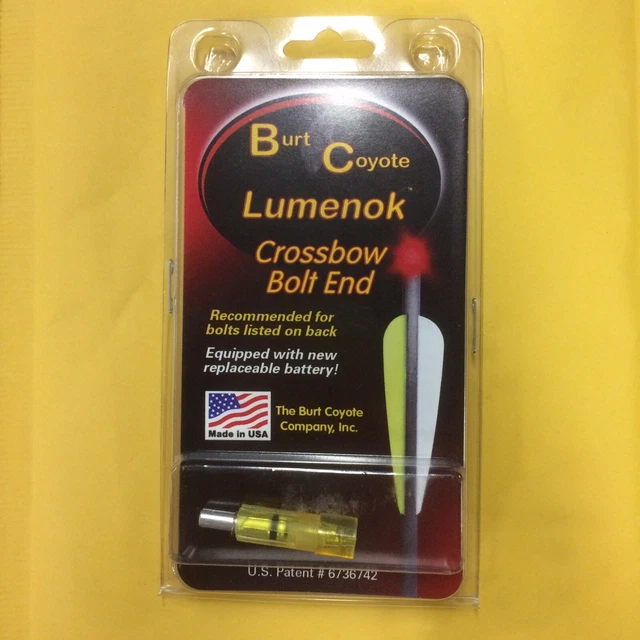 Burt
Coyote
Lumenok™
Crossbow
Bolt End
Recommended for
bolts listed on back
Equipped with new
replaceable battery!
Made in USA
The Burt Coyote
Company, Inc.
U.S. Patent # 6736742